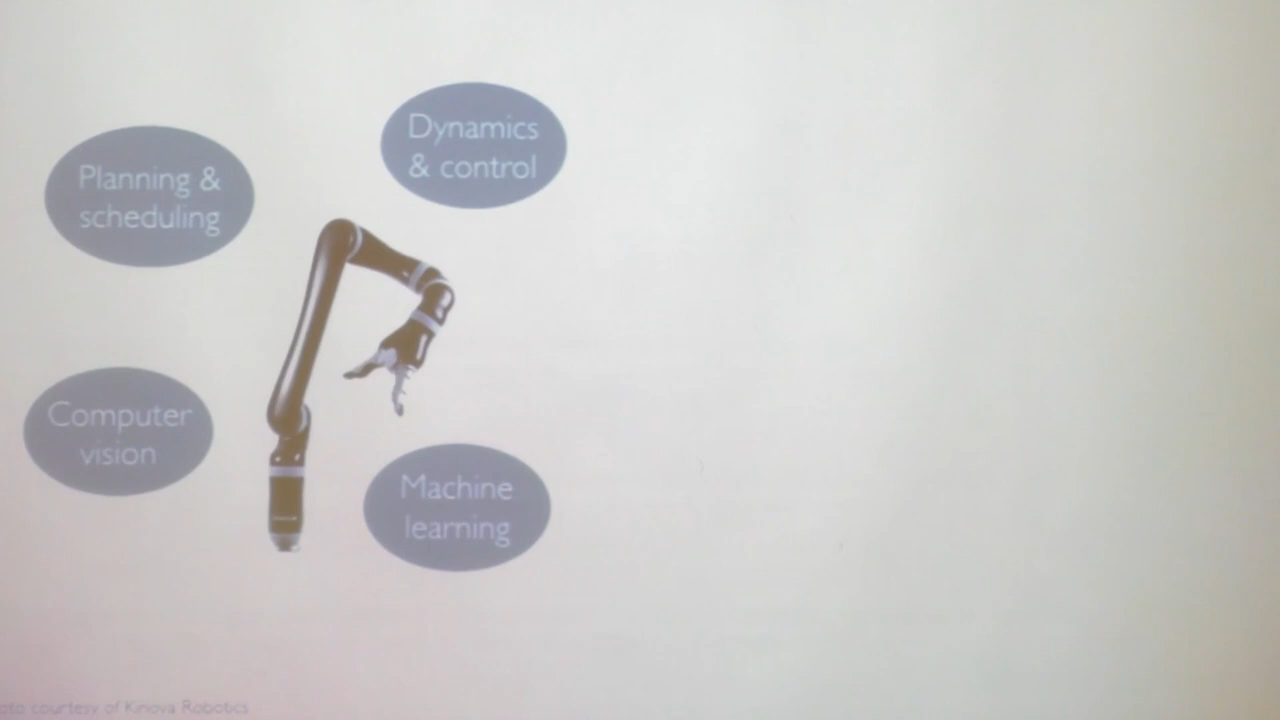 Dynamics
& control
Planning &
scheduling
Computer
vision
Machine
learning
courtesy of Kinova Robotics